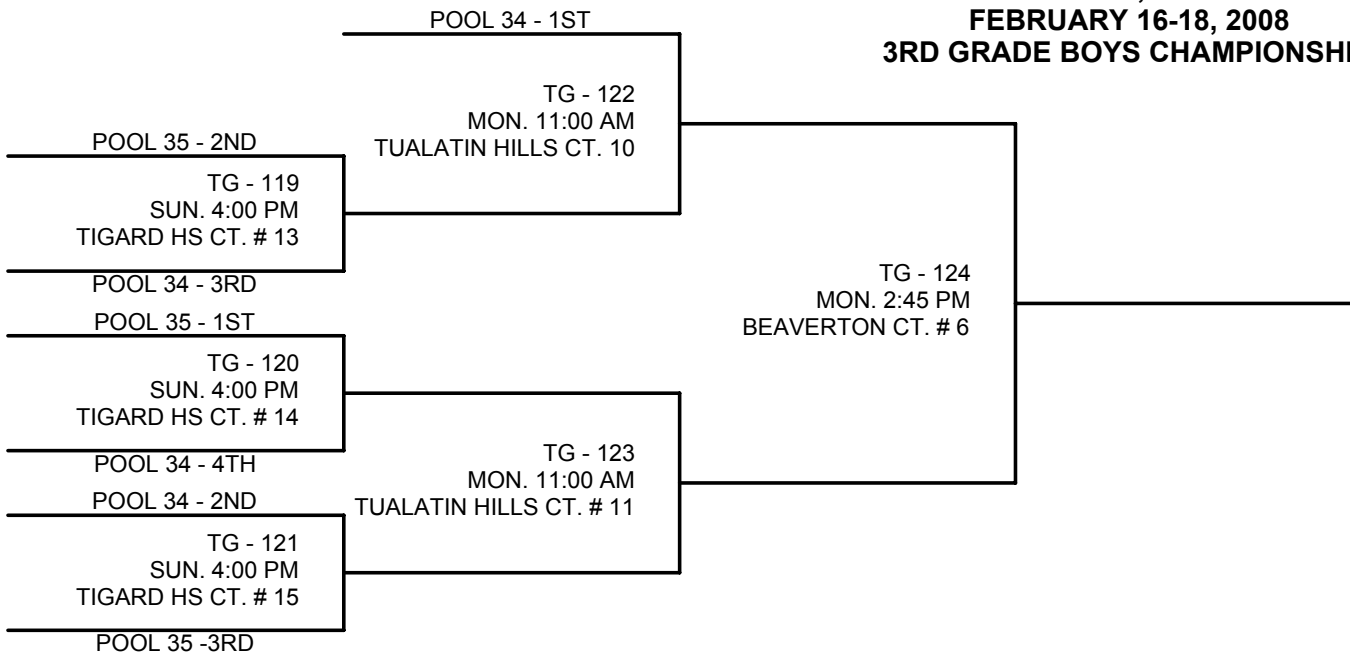 POOL 34 - 1ST
FEBRUARY 16-18, 2008
3RD GRADE BOYS CHAMPIONSHI
TG - 122
MON. 11:00 AM
TUALATIN HILLS CT. 10
POOL 35 - 2ND
TG - 119
SUN. 4:00 PM
TIGARD HS CT. # 13
POOL 34 - 3RD
TG - 124
MON. 2:45 PM
BEAVERTON CT. # 6
POOL 35 - 1ST
TG - 120
SUN. 4:00 PM
TIGARD HS CT. # 14
POOL 34 - 4TH
TG - 123
MON. 11:00 AM
TUALATIN HILLS CT. # 11
POOL 34 - 2ND
TG - 121
SUN. 4:00 PM
TIGARD HS CT. # 15
POOL 35 -3RD